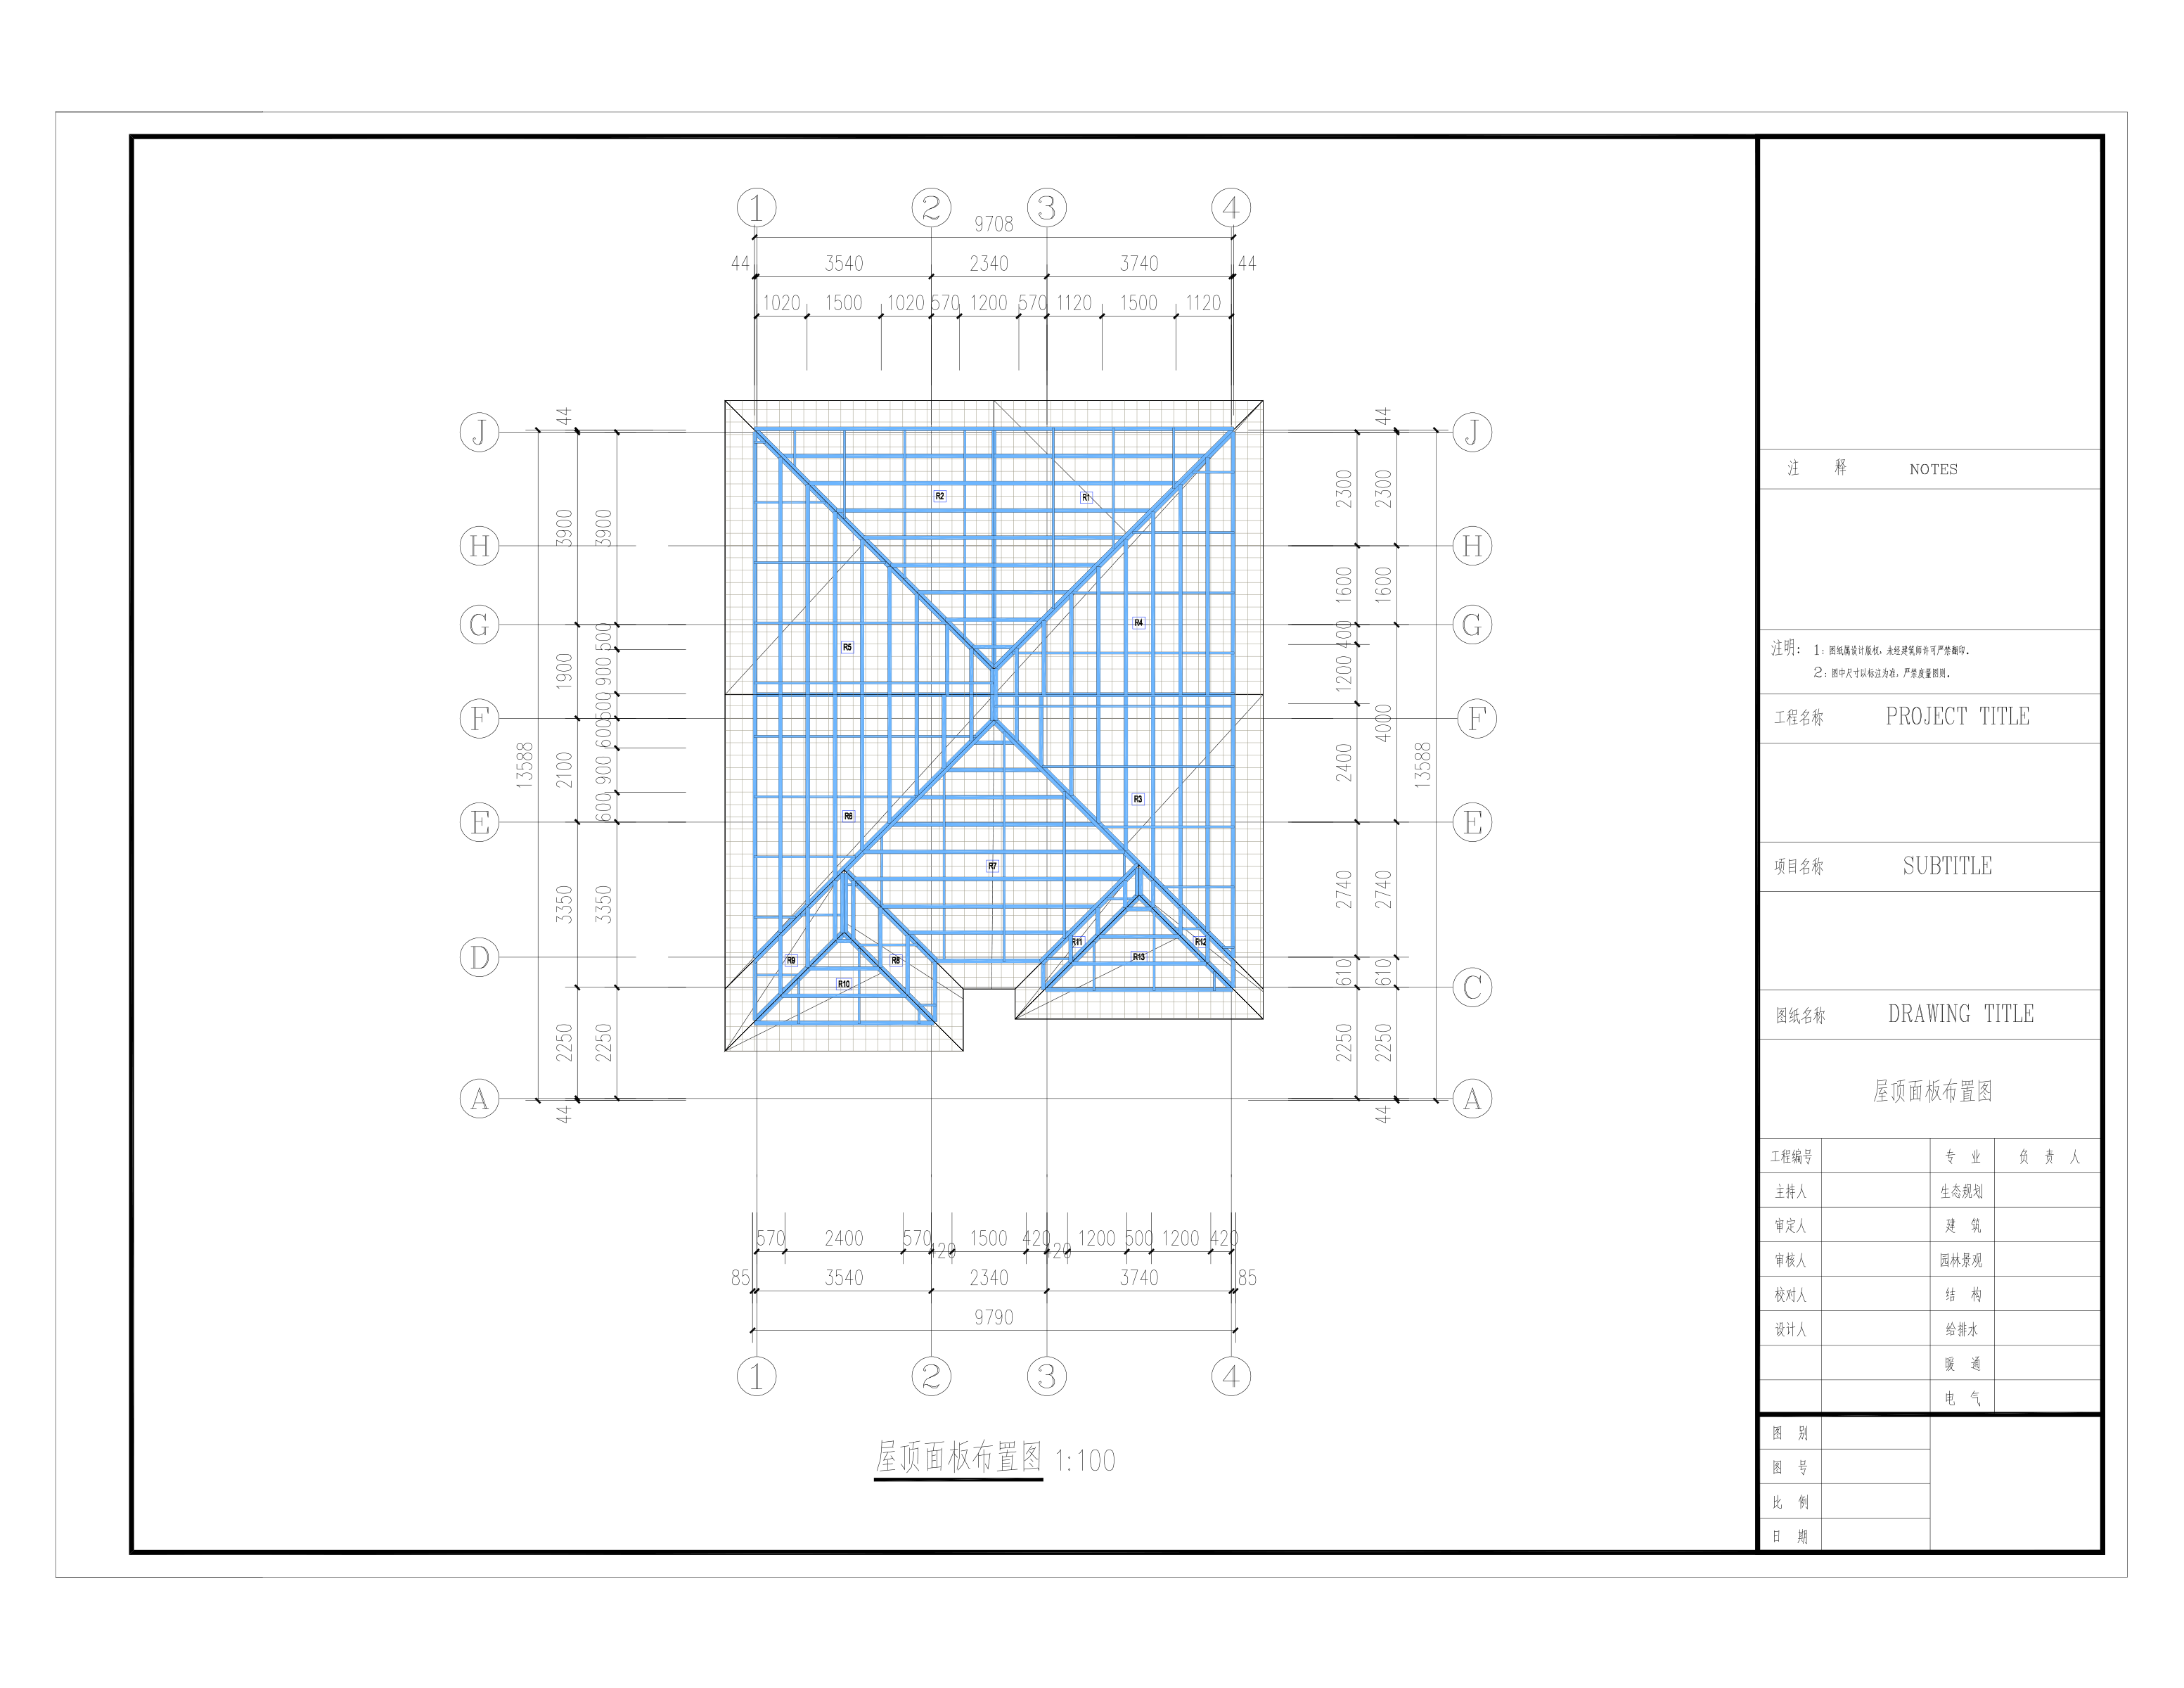 1 2 3 4
9708
44 3540 2340 3740 44
1020 1500 1020 570 1200 570 1120 1500 1120
J H G F E D A
13588
44 3900 1900 2100 3350 2250 44
3900 500 900 500 600 900 600 3350 2250
R2 R1
R4
R5
R3
R6
R7
R11 R12
R9 R8 R13
R10
2300 1600 400 1200 2400 2740 610 2250
44 2300 1600 4000 2740 610 2250 44
13588
J H G F E C A
570 2400 570 420 1500 420 420 1200 500 1200 420
85 3540 2340 3740 85
9790
1 2 3 4
屋顶面板布置图 1:100
注 释 NOTES
注明: 1: 图纸属设计版权, 未经建筑师许可严禁翻印.
2: 图中尺寸以标注为准, 严禁度量图则.
工程名称 PROJECT TITLE
项目名称 SUBTITLE
图纸名称 DRAWING TITLE
屋顶面板布置图
工程编号 专 业 负 责 人
主持人 生态规划
审定人 建 筑
审核人 园林景观
校对人 结 构
设计人 给排水
暖 通
电 气
图 别
图 号
比 例
日 期